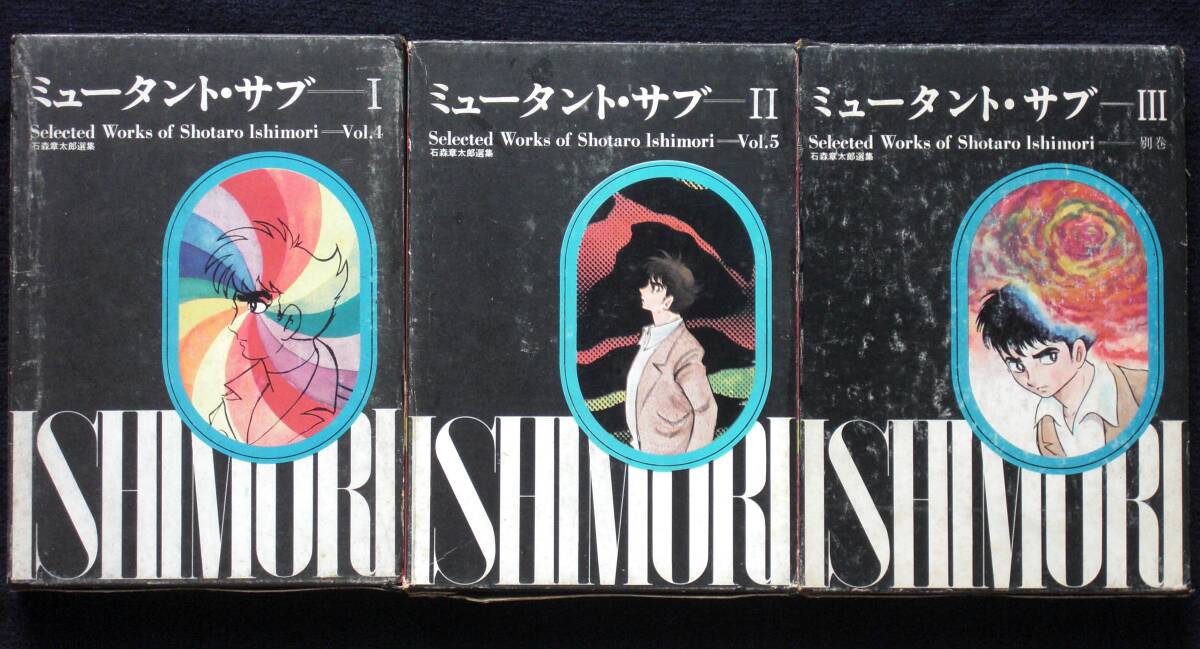 ミュータント・サブ―I
Selected Works of Shotaro Ishimori―Vol.4
石森章太郎選集
ISHIMORI
ミュータント・サブ―II
Selected Works of Shotaro Ishimori―Vol.5
石森章太郎選集
ISHIMORI
ミュータント・サブ―III
Selected Works of Shotaro Ishimori―別巻
石森章太郎選集
ISHIMORI